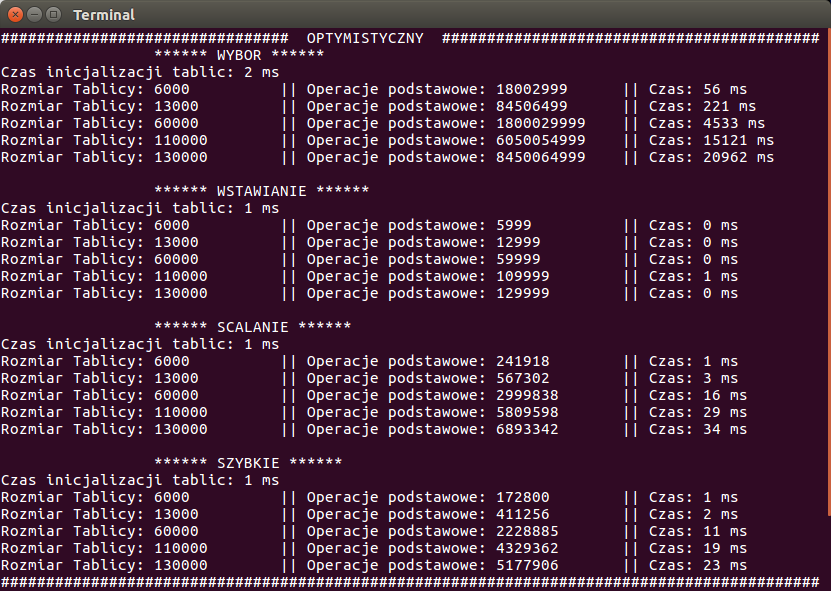 Terminal
################################  OPTYMISTYCZNY  ##########################################
****** WYBOR ******
Czas inicjalizacji tablic: 2 ms
Rozmiar Tablicy: 6000          || Operacje podstawowe: 18002999      || Czas: 56 ms
Rozmiar Tablicy: 13000         || Operacje podstawowe: 84506499      || Czas: 221 ms
Rozmiar Tablicy: 60000         || Operacje podstawowe: 1800029999    || Czas: 4533 ms
Rozmiar Tablicy: 110000        || Operacje podstawowe: 6050054999    || Czas: 15121 ms
Rozmiar Tablicy: 130000        || Operacje podstawowe: 8450064999    || Czas: 20962 ms
****** WSTAWIANIE ******
Czas inicjalizacji tablic: 1 ms
Rozmiar Tablicy: 6000          || Operacje podstawowe: 5999          || Czas: 0 ms
Rozmiar Tablicy: 13000         || Operacje podstawowe: 12999         || Czas: 0 ms
Rozmiar Tablicy: 60000         || Operacje podstawowe: 59999         || Czas: 0 ms
Rozmiar Tablicy: 110000        || Operacje podstawowe: 109999        || Czas: 1 ms
Rozmiar Tablicy: 130000        || Operacje podstawowe: 129999        || Czas: 0 ms
****** SCALANIE ******
Czas inicjalizacji tablic: 1 ms
Rozmiar Tablicy: 6000          || Operacje podstawowe: 241918        || Czas: 1 ms
Rozmiar Tablicy: 13000         || Operacje podstawowe: 567302        || Czas: 3 ms
Rozmiar Tablicy: 60000         || Operacje podstawowe: 2999838       || Czas: 16 ms
Rozmiar Tablicy: 110000        || Operacje podstawowe: 5809598       || Czas: 29 ms
Rozmiar Tablicy: 130000        || Operacje podstawowe: 6893342       || Czas: 34 ms
****** SZYBKIE ******
Czas inicjalizacji tablic: 1 ms
Rozmiar Tablicy: 6000          || Operacje podstawowe: 172800        || Czas: 1 ms
Rozmiar Tablicy: 13000         || Operacje podstawowe: 411256        || Czas: 2 ms
Rozmiar Tablicy: 60000         || Operacje podstawowe: 2228885       || Czas: 11 ms
Rozmiar Tablicy: 110000        || Operacje podstawowe: 4329362       || Czas: 19 ms
Rozmiar Tablicy: 130000        || Operacje podstawowe: 5177906       || Czas: 23 ms
###########################################################################################